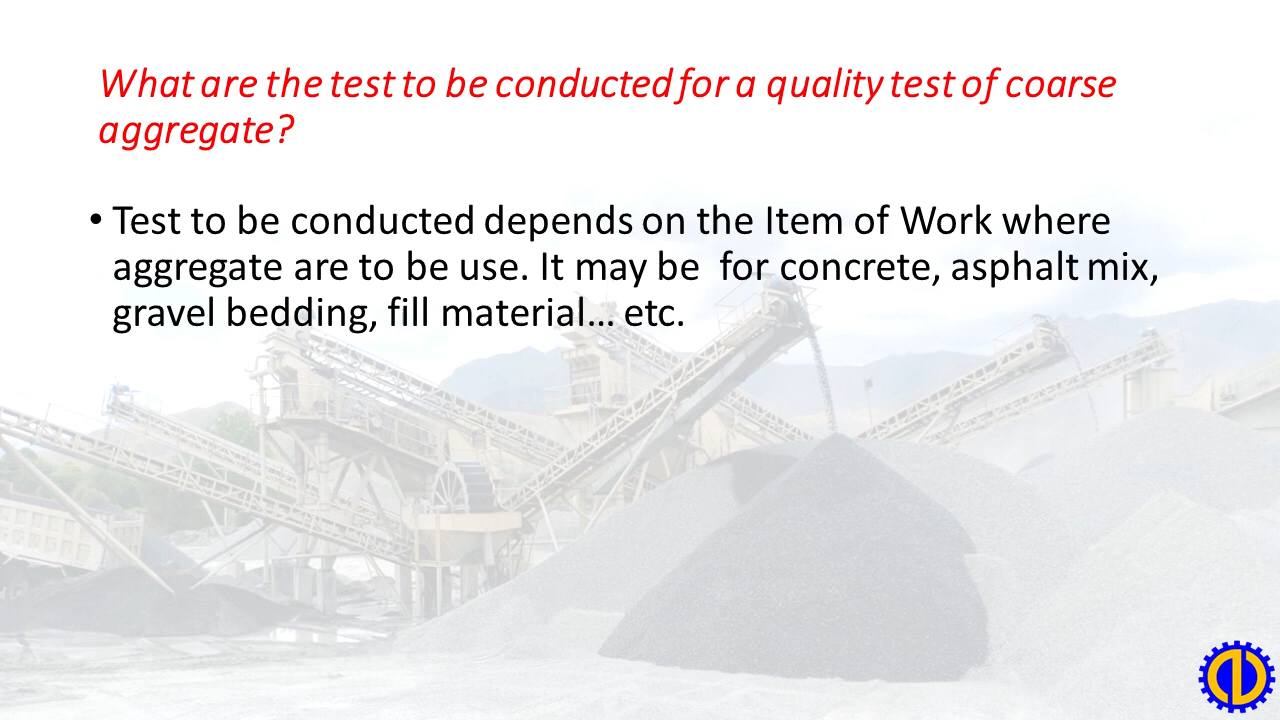 What are the test to be conducted for a quality test of coarse
aggregate?
• Test to be conducted depends on the Item of Work where
aggregate are to be use. It may be  for concrete, asphalt mix,
gravel bedding, fill material... etc.